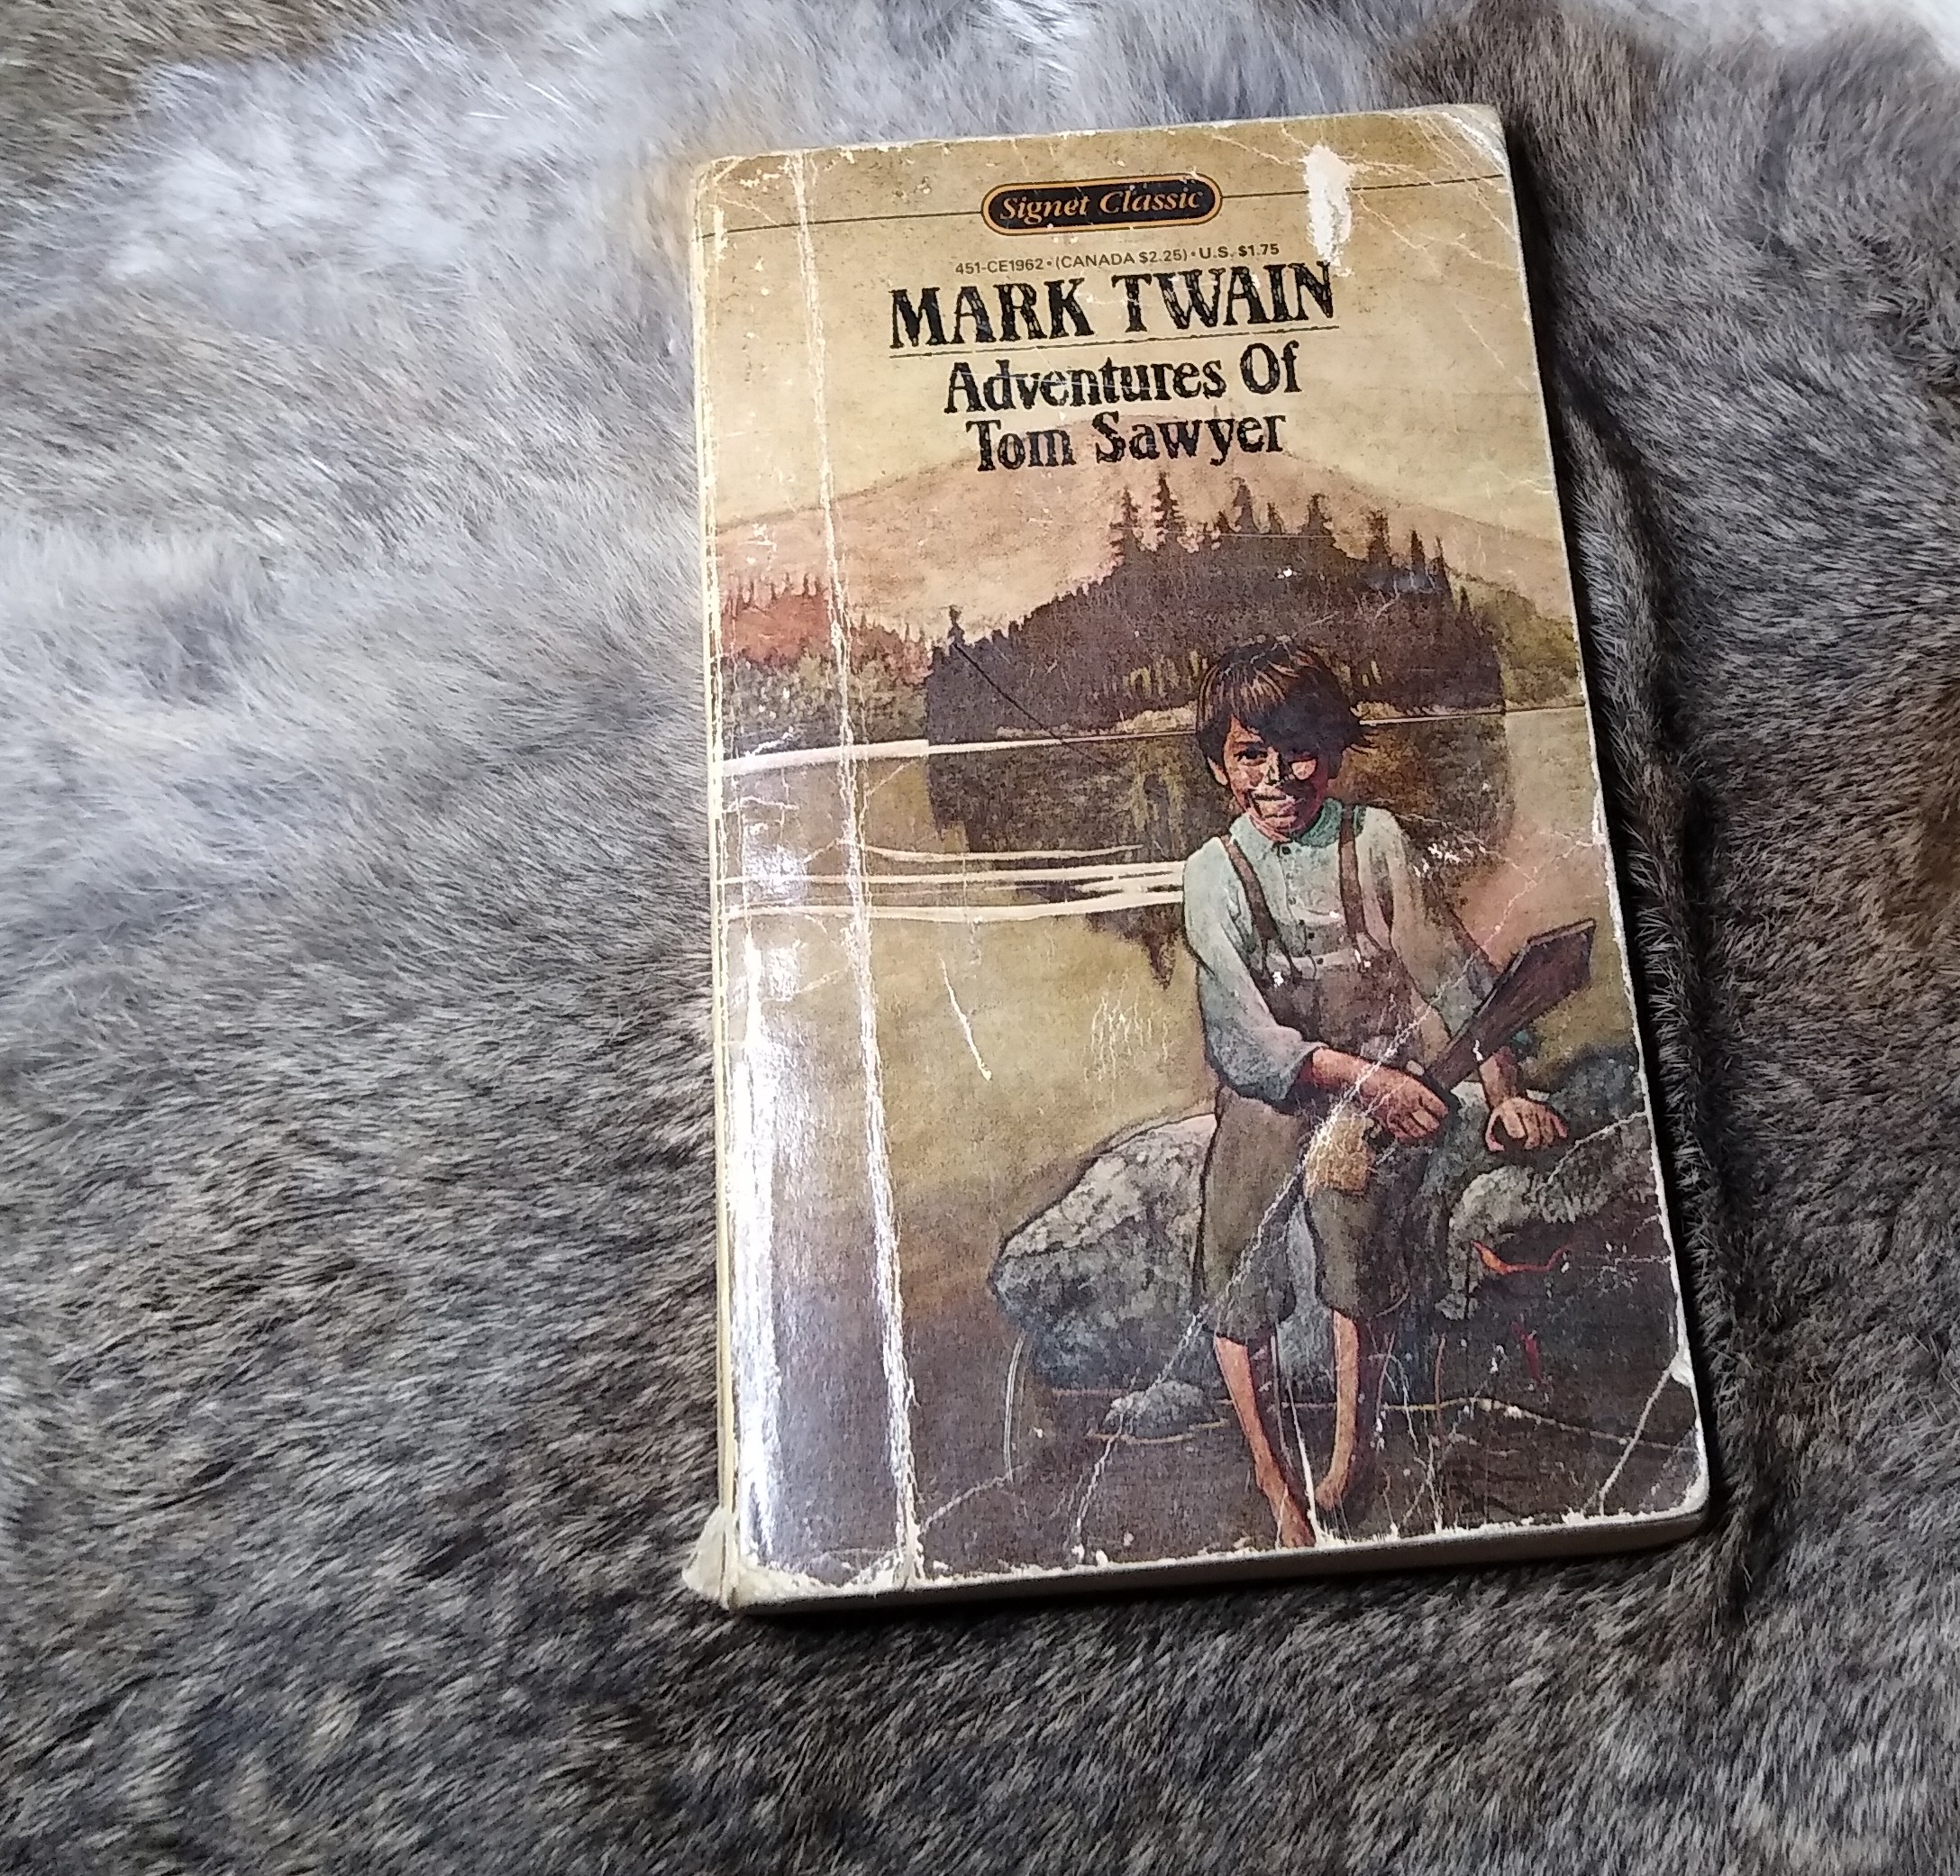 Signet Classic
451-CE1962•(CANADA $2.25)•U.S. $1.75
MARK TWAIN
Adventures Of
Tom Sawyer